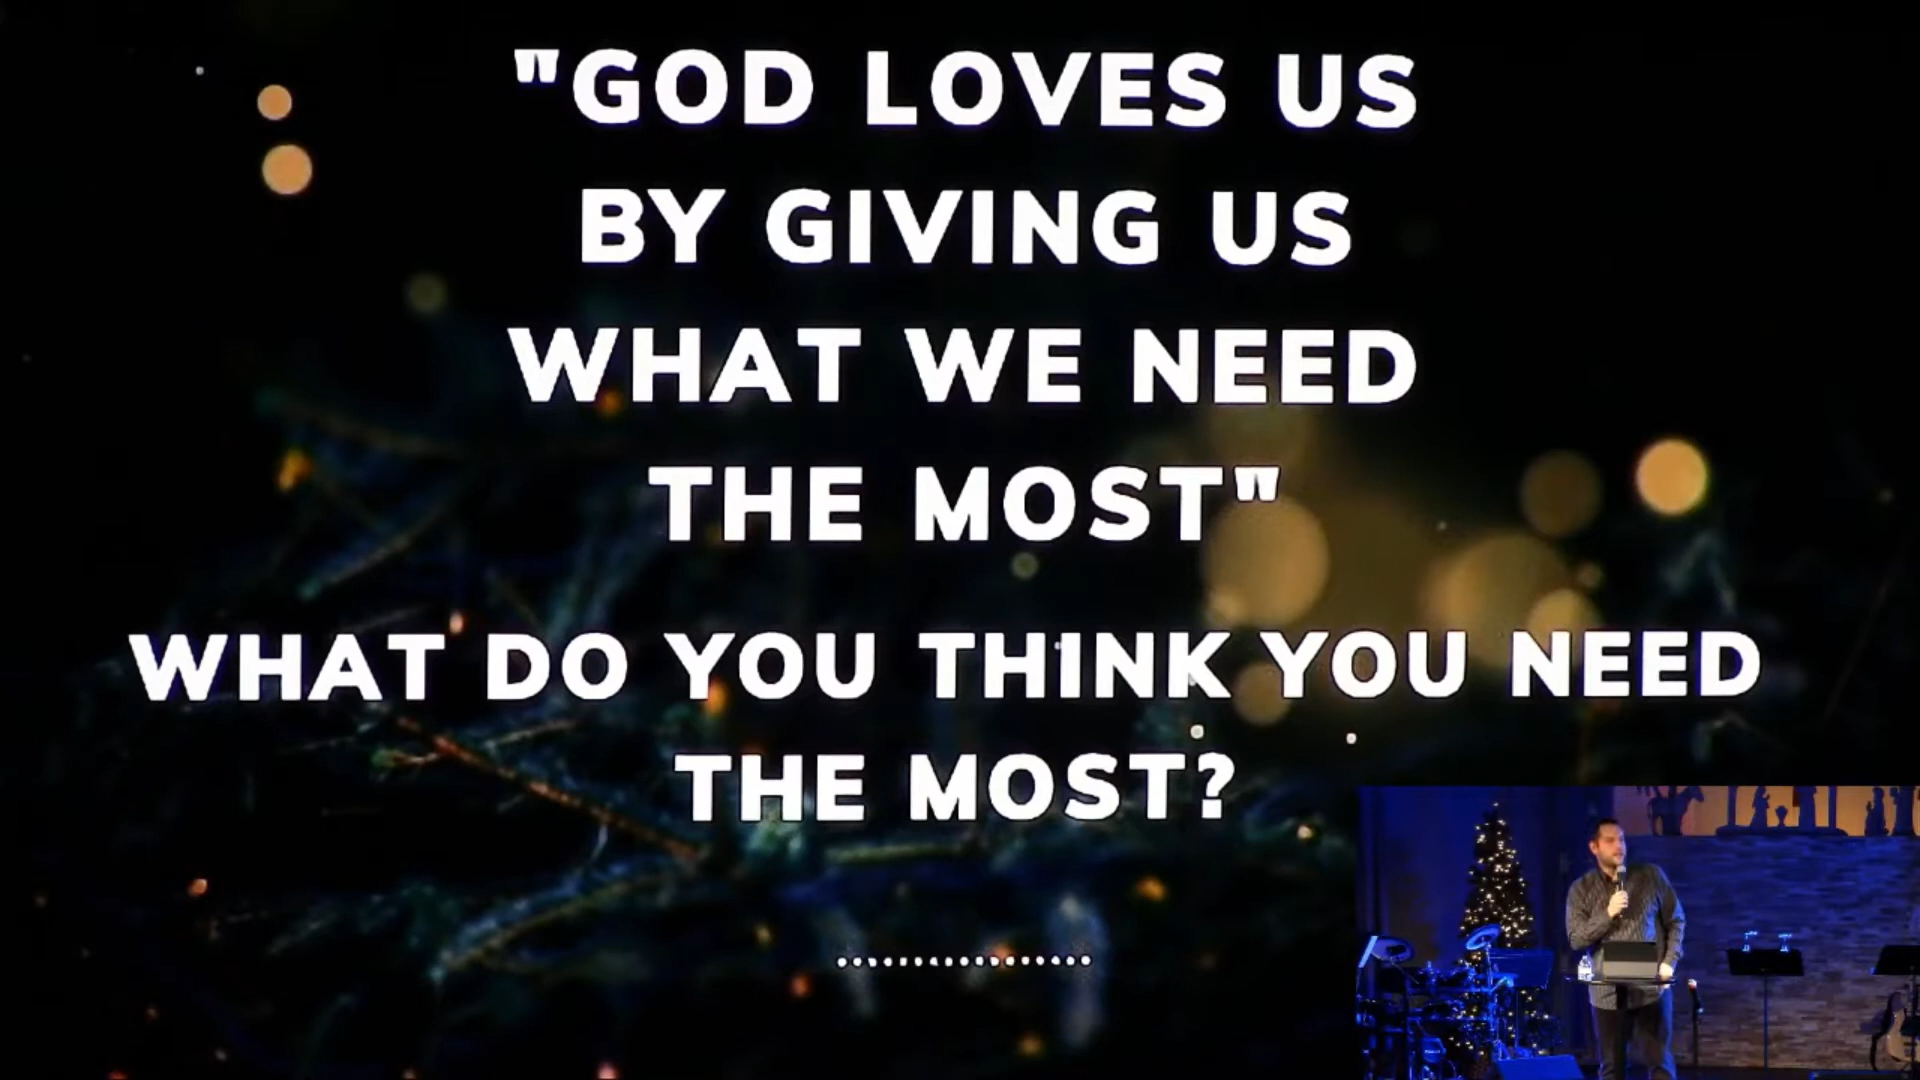 "GOD LOVES US
BY GIVING US
WHAT WE NEED
THE MOST"
WHAT DO YOU THINK YOU NEED
THE MOST?